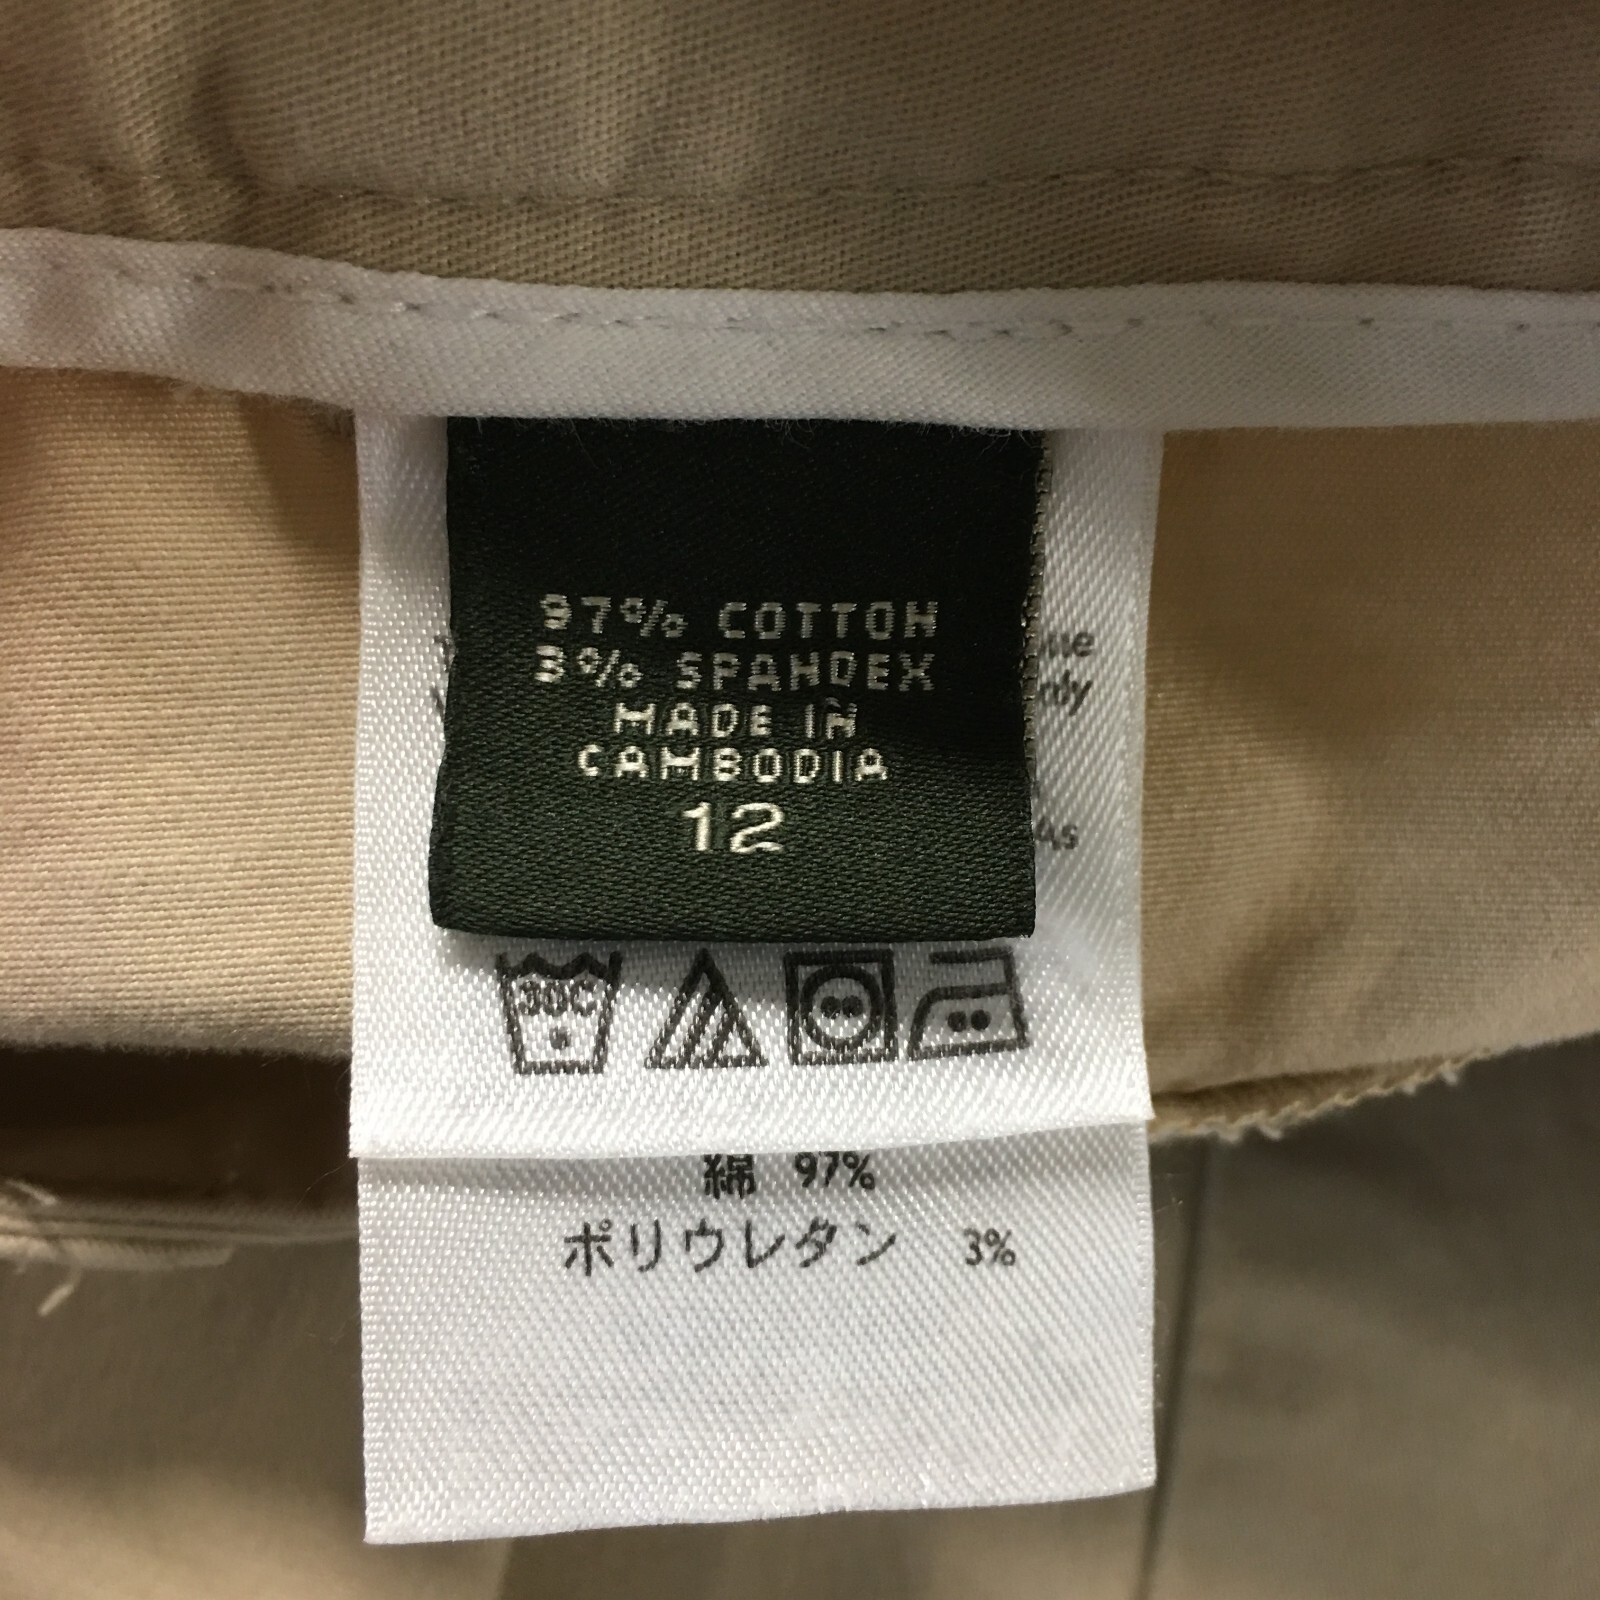 97% COTTON
3% SPANDEX
MADE IN
CAMBODIA
12
30C
綿 97%
ポリウレタン 3%